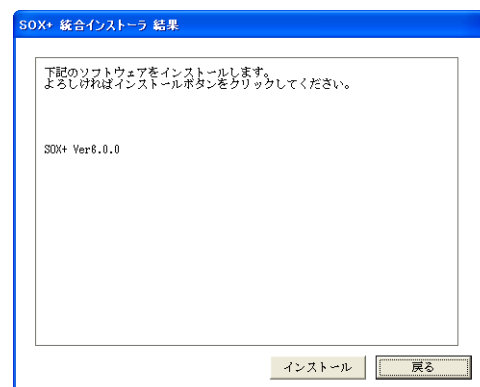 SOX+ 統合インストーラ 結果
下記のソフトウェアをインストールします。
よろしければインストールボタンをクリックしてください。
SOX+ Ver6.0.0
インストール
戻る